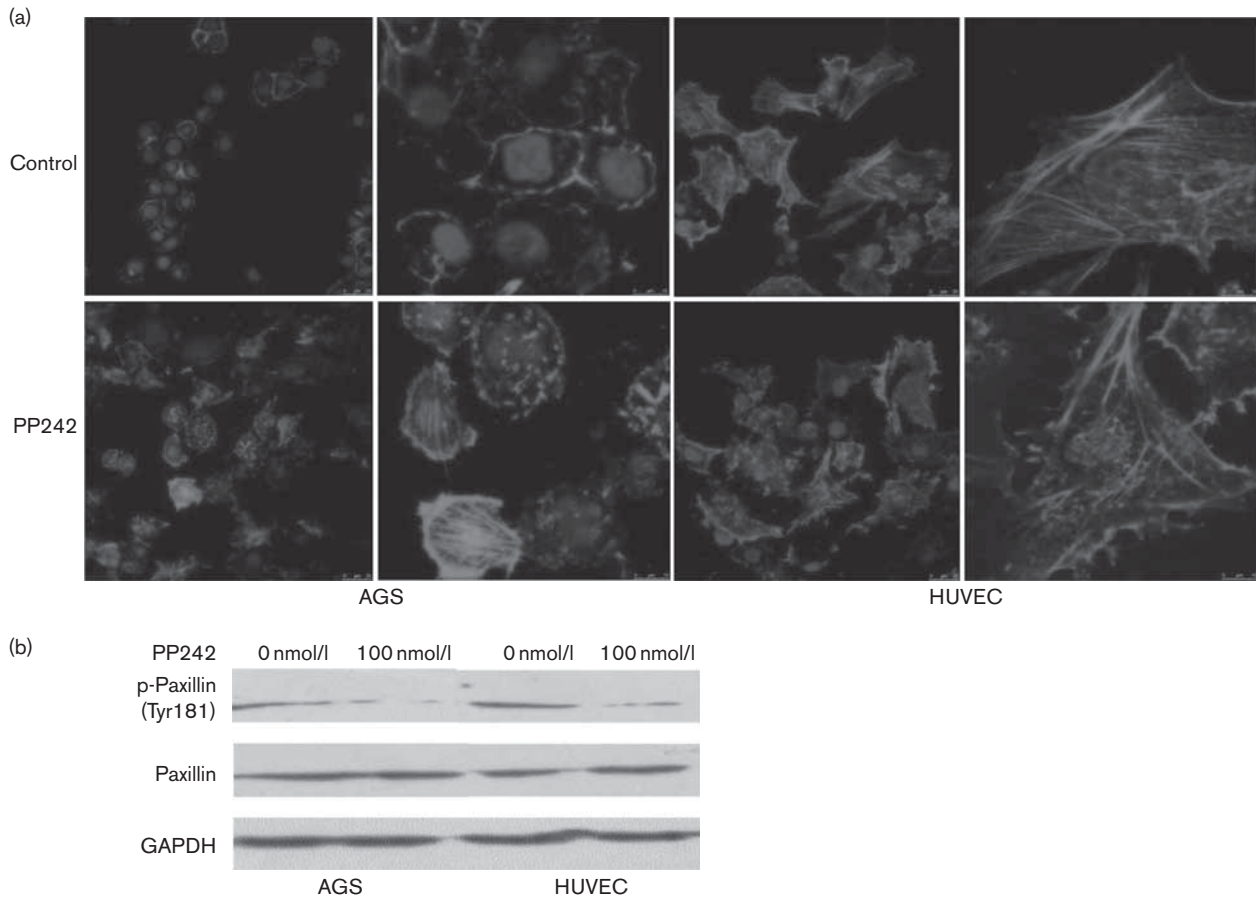 (a)
Control
PP242
AGS HUVEC
(b)
PP242 0 nmol/l 100 nmol/l 0 nmol/l 100 nmol/l
p-Paxillin
(Tyr181)
Paxillin
GAPDH
AGS HUVEC